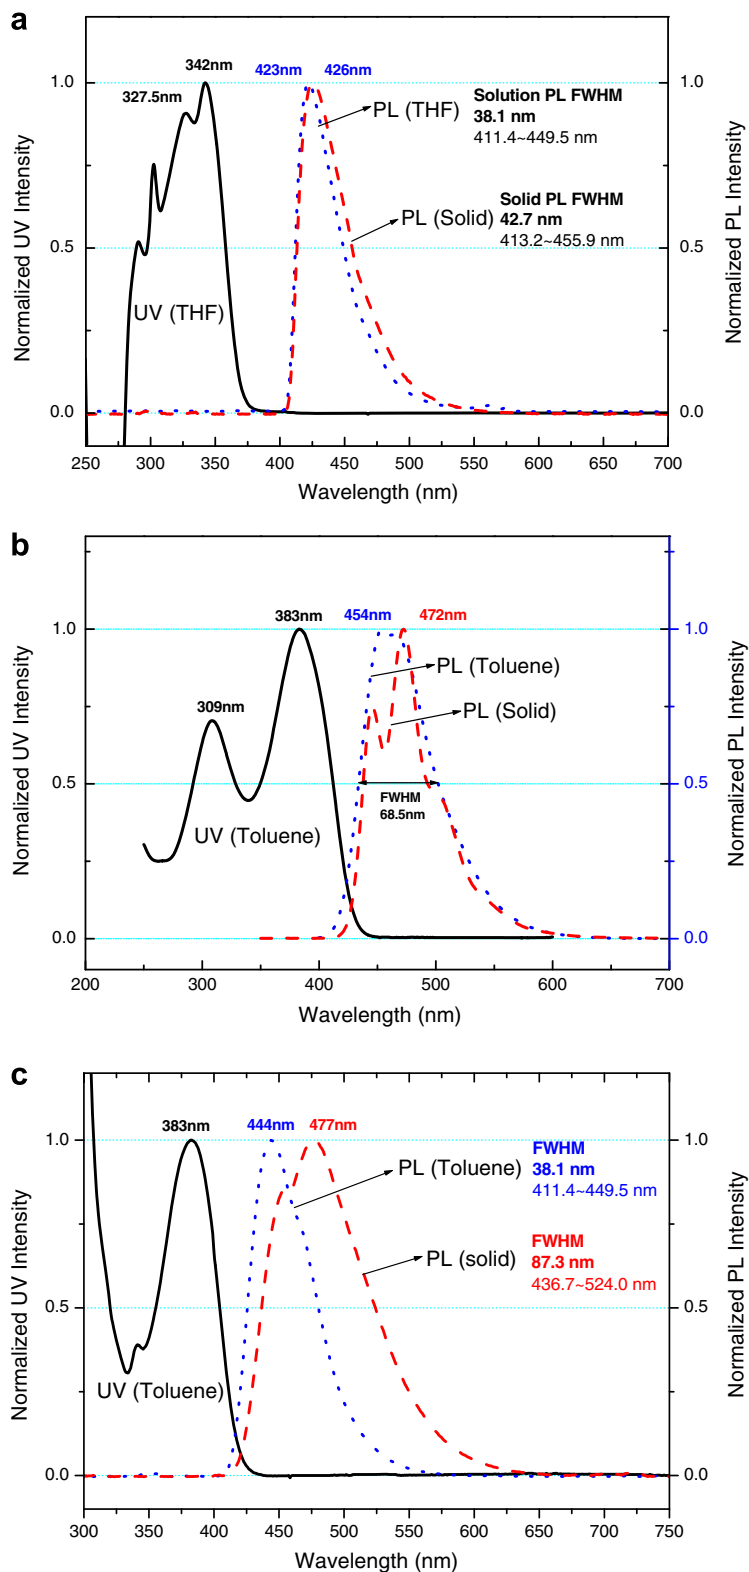 a
342nm
327.5nm
423nm
426nm
1.0
1.0
PL (THF)
Solution PL FWHM
38.1 nm
411.4~449.5 nm
PL (Solid)
Solid PL FWHM
42.7 nm
413.2~455.9 nm
0.5
0.5
UV (THF)
0.0
0.0
Normalized UV Intensity
Normalized PL Intensity
250 300 350 400 450 500 550 600 650 700
Wavelength (nm)
b
383nm
454nm
472nm
1.0
1.0
PL (Toluene)
309nm
PL (Solid)
0.5
0.5
FWHM
68.5nm
UV (Toluene)
0.0
0.0
Normalized UV Intensity
Normalized PL Intensity
200 300 400 500 600 700
Wavelength (nm)
c
383nm
444nm
477nm
1.0
1.0
FWHM
38.1 nm
411.4~449.5 nm
PL (Toluene)
PL (solid)
FWHM
87.3 nm
436.7~524.0 nm
0.5
0.5
UV (Toluene)
0.0
0.0
Normalized UV Intensity
Normalized PL Intensity
300 350 400 450 500 550 600 650 700 750
Wavelength (nm)